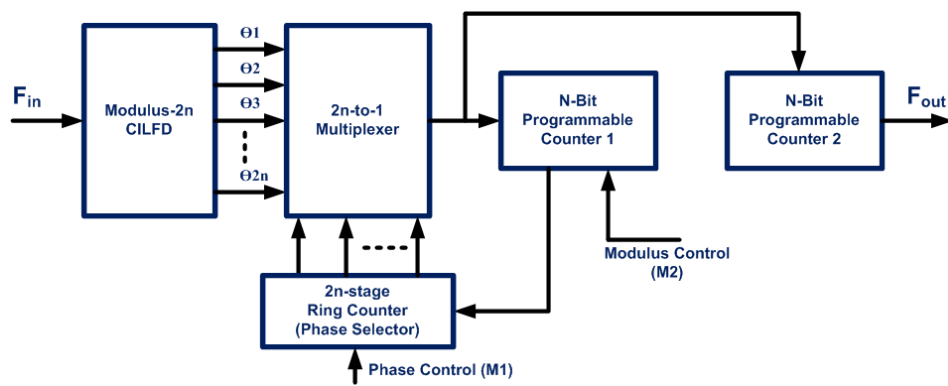 Fin
Modulus-2n
CILFD
Θ1
Θ2
Θ3
Θ2n
2n-to-1
Multiplexer
N-Bit
Programmable
Counter 1
N-Bit
Programmable
Counter 2
Fout
Modulus Control
(M2)
2n-stage
Ring Counter
(Phase Selector)
Phase Control (M1)